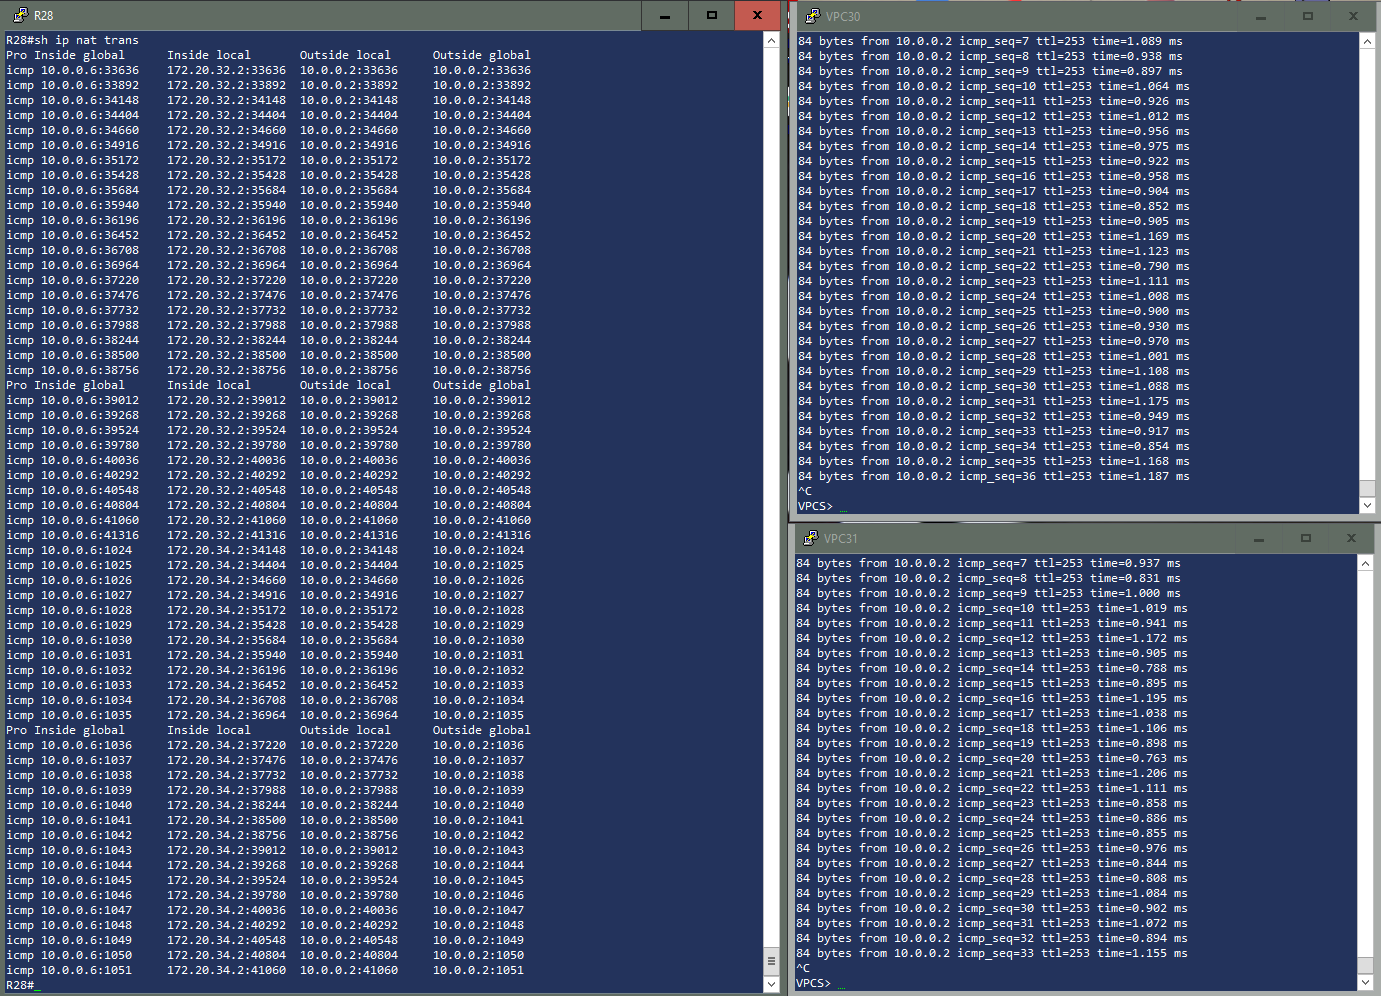 R28
R28#sh ip nat trans
Pro Inside global      Inside local       Outside local      Outside global
icmp 10.0.0.6:33636    172.20.32.2:33636  10.0.0.2:33636     10.0.0.2:33636
icmp 10.0.0.6:33892    172.20.32.2:33892  10.0.0.2:33892     10.0.0.2:33892
icmp 10.0.0.6:34148    172.20.32.2:34148  10.0.0.2:34148     10.0.0.2:34148
icmp 10.0.0.6:34404    172.20.32.2:34404  10.0.0.2:34404     10.0.0.2:34404
icmp 10.0.0.6:34660    172.20.32.2:34660  10.0.0.2:34660     10.0.0.2:34660
icmp 10.0.0.6:34916    172.20.32.2:34916  10.0.0.2:34916     10.0.0.2:34916
icmp 10.0.0.6:35172    172.20.32.2:35172  10.0.0.2:35172     10.0.0.2:35172
icmp 10.0.0.6:35428    172.20.32.2:35428  10.0.0.2:35428     10.0.0.2:35428
icmp 10.0.0.6:35684    172.20.32.2:35684  10.0.0.2:35684     10.0.0.2:35684
icmp 10.0.0.6:35940    172.20.32.2:35940  10.0.0.2:35940     10.0.0.2:35940
icmp 10.0.0.6:36196    172.20.32.2:36196  10.0.0.2:36196     10.0.0.2:36196
icmp 10.0.0.6:36452    172.20.32.2:36452  10.0.0.2:36452     10.0.0.2:36452
icmp 10.0.0.6:36708    172.20.32.2:36708  10.0.0.2:36708     10.0.0.2:36708
icmp 10.0.0.6:36964    172.20.32.2:36964  10.0.0.2:36964     10.0.0.2:36964
icmp 10.0.0.6:37220    172.20.32.2:37220  10.0.0.2:37220     10.0.0.2:37220
icmp 10.0.0.6:37476    172.20.32.2:37476  10.0.0.2:37476     10.0.0.2:37476
icmp 10.0.0.6:37732    172.20.32.2:37732  10.0.0.2:37732     10.0.0.2:37732
icmp 10.0.0.6:37988    172.20.32.2:37988  10.0.0.2:37988     10.0.0.2:37988
icmp 10.0.0.6:38244    172.20.32.2:38244  10.0.0.2:38244     10.0.0.2:38244
icmp 10.0.0.6:38500    172.20.32.2:38500  10.0.0.2:38500     10.0.0.2:38500
icmp 10.0.0.6:38756    172.20.32.2:38756  10.0.0.2:38756     10.0.0.2:38756
Pro Inside global      Inside local       Outside local      Outside global
icmp 10.0.0.6:39012    172.20.32.2:39012  10.0.0.2:39012     10.0.0.2:39012
icmp 10.0.0.6:39268    172.20.32.2:39268  10.0.0.2:39268     10.0.0.2:39268
icmp 10.0.0.6:39524    172.20.32.2:39524  10.0.0.2:39524     10.0.0.2:39524
icmp 10.0.0.6:39780    172.20.32.2:39780  10.0.0.2:39780     10.0.0.2:39780
icmp 10.0.0.6:40036    172.20.32.2:40036  10.0.0.2:40036     10.0.0.2:40036
icmp 10.0.0.6:40292    172.20.32.2:40292  10.0.0.2:40292     10.0.0.2:40292
icmp 10.0.0.6:40548    172.20.32.2:40548  10.0.0.2:40548     10.0.0.2:40548
icmp 10.0.0.6:40804    172.20.32.2:40804  10.0.0.2:40804     10.0.0.2:40804
icmp 10.0.0.6:41060    172.20.32.2:41060  10.0.0.2:41060     10.0.0.2:41060
icmp 10.0.0.6:41316    172.20.32.2:41316  10.0.0.2:41316     10.0.0.2:41316
icmp 10.0.0.6:1024     172.20.34.2:34148  10.0.0.2:34148     10.0.0.2:1024
icmp 10.0.0.6:1025     172.20.34.2:34404  10.0.0.2:34404     10.0.0.2:1025
icmp 10.0.0.6:1026     172.20.34.2:34660  10.0.0.2:34660     10.0.0.2:1026
icmp 10.0.0.6:1027     172.20.34.2:34916  10.0.0.2:34916     10.0.0.2:1027
icmp 10.0.0.6:1028     172.20.34.2:35172  10.0.0.2:35172     10.0.0.2:1028
icmp 10.0.0.6:1029     172.20.34.2:35428  10.0.0.2:35428     10.0.0.2:1029
icmp 10.0.0.6:1030     172.20.34.2:35684  10.0.0.2:35684     10.0.0.2:1030
icmp 10.0.0.6:1031     172.20.34.2:35940  10.0.0.2:35940     10.0.0.2:1031
icmp 10.0.0.6:1032     172.20.34.2:36196  10.0.0.2:36196     10.0.0.2:1032
icmp 10.0.0.6:1033     172.20.34.2:36452  10.0.0.2:36452     10.0.0.2:1033
icmp 10.0.0.6:1034     172.20.34.2:36708  10.0.0.2:36708     10.0.0.2:1034
icmp 10.0.0.6:1035     172.20.34.2:36964  10.0.0.2:36964     10.0.0.2:1035
Pro Inside global      Inside local       Outside local      Outside global
icmp 10.0.0.6:1036     172.20.34.2:37220  10.0.0.2:37220     10.0.0.2:1036
icmp 10.0.0.6:1037     172.20.34.2:37476  10.0.0.2:37476     10.0.0.2:1037
icmp 10.0.0.6:1038     172.20.34.2:37732  10.0.0.2:37732     10.0.0.2:1038
icmp 10.0.0.6:1039     172.20.34.2:37988  10.0.0.2:37988     10.0.0.2:1039
icmp 10.0.0.6:1040     172.20.34.2:38244  10.0.0.2:38244     10.0.0.2:1040
icmp 10.0.0.6:1041     172.20.34.2:38500  10.0.0.2:38500     10.0.0.2:1041
icmp 10.0.0.6:1042     172.20.34.2:38756  10.0.0.2:38756     10.0.0.2:1042
icmp 10.0.0.6:1043     172.20.34.2:39012  10.0.0.2:39012     10.0.0.2:1043
icmp 10.0.0.6:1044     172.20.34.2:39268  10.0.0.2:39268     10.0.0.2:1044
icmp 10.0.0.6:1045     172.20.34.2:39524  10.0.0.2:39524     10.0.0.2:1045
icmp 10.0.0.6:1046     172.20.34.2:39780  10.0.0.2:39780     10.0.0.2:1046
icmp 10.0.0.6:1047     172.20.34.2:40036  10.0.0.2:40036     10.0.0.2:1047
icmp 10.0.0.6:1048     172.20.34.2:40292  10.0.0.2:40292     10.0.0.2:1048
icmp 10.0.0.6:1049     172.20.34.2:40548  10.0.0.2:40548     10.0.0.2:1049
icmp 10.0.0.6:1050     172.20.34.2:40804  10.0.0.2:40804     10.0.0.2:1050
icmp 10.0.0.6:1051     172.20.34.2:41060  10.0.0.2:41060     10.0.0.2:1051
R28#
VPC30
84 bytes from 10.0.0.2 icmp_seq=7 ttl=253 time=1.089 ms
84 bytes from 10.0.0.2 icmp_seq=8 ttl=253 time=0.938 ms
84 bytes from 10.0.0.2 icmp_seq=9 ttl=253 time=0.897 ms
84 bytes from 10.0.0.2 icmp_seq=10 ttl=253 time=1.064 ms
84 bytes from 10.0.0.2 icmp_seq=11 ttl=253 time=0.926 ms
84 bytes from 10.0.0.2 icmp_seq=12 ttl=253 time=1.012 ms
84 bytes from 10.0.0.2 icmp_seq=13 ttl=253 time=0.956 ms
84 bytes from 10.0.0.2 icmp_seq=14 ttl=253 time=0.975 ms
84 bytes from 10.0.0.2 icmp_seq=15 ttl=253 time=0.922 ms
84 bytes from 10.0.0.2 icmp_seq=16 ttl=253 time=0.958 ms
84 bytes from 10.0.0.2 icmp_seq=17 ttl=253 time=0.904 ms
84 bytes from 10.0.0.2 icmp_seq=18 ttl=253 time=0.852 ms
84 bytes from 10.0.0.2 icmp_seq=19 ttl=253 time=0.905 ms
84 bytes from 10.0.0.2 icmp_seq=20 ttl=253 time=1.169 ms
84 bytes from 10.0.0.2 icmp_seq=21 ttl=253 time=1.123 ms
84 bytes from 10.0.0.2 icmp_seq=22 ttl=253 time=0.790 ms
84 bytes from 10.0.0.2 icmp_seq=23 ttl=253 time=1.111 ms
84 bytes from 10.0.0.2 icmp_seq=24 ttl=253 time=1.008 ms
84 bytes from 10.0.0.2 icmp_seq=25 ttl=253 time=0.900 ms
84 bytes from 10.0.0.2 icmp_seq=26 ttl=253 time=0.930 ms
84 bytes from 10.0.0.2 icmp_seq=27 ttl=253 time=0.970 ms
84 bytes from 10.0.0.2 icmp_seq=28 ttl=253 time=1.001 ms
84 bytes from 10.0.0.2 icmp_seq=29 ttl=253 time=1.108 ms
84 bytes from 10.0.0.2 icmp_seq=30 ttl=253 time=1.088 ms
84 bytes from 10.0.0.2 icmp_seq=31 ttl=253 time=1.175 ms
84 bytes from 10.0.0.2 icmp_seq=32 ttl=253 time=0.949 ms
84 bytes from 10.0.0.2 icmp_seq=33 ttl=253 time=0.917 ms
84 bytes from 10.0.0.2 icmp_seq=34 ttl=253 time=0.854 ms
84 bytes from 10.0.0.2 icmp_seq=35 ttl=253 time=1.168 ms
84 bytes from 10.0.0.2 icmp_seq=36 ttl=253 time=1.187 ms
^C
VPCS>
VPC31
84 bytes from 10.0.0.2 icmp_seq=7 ttl=253 time=0.937 ms
84 bytes from 10.0.0.2 icmp_seq=8 ttl=253 time=0.831 ms
84 bytes from 10.0.0.2 icmp_seq=9 ttl=253 time=1.000 ms
84 bytes from 10.0.0.2 icmp_seq=10 ttl=253 time=1.019 ms
84 bytes from 10.0.0.2 icmp_seq=11 ttl=253 time=0.941 ms
84 bytes from 10.0.0.2 icmp_seq=12 ttl=253 time=1.172 ms
84 bytes from 10.0.0.2 icmp_seq=13 ttl=253 time=0.905 ms
84 bytes from 10.0.0.2 icmp_seq=14 ttl=253 time=0.788 ms
84 bytes from 10.0.0.2 icmp_seq=15 ttl=253 time=0.895 ms
84 bytes from 10.0.0.2 icmp_seq=16 ttl=253 time=1.195 ms
84 bytes from 10.0.0.2 icmp_seq=17 ttl=253 time=1.038 ms
84 bytes from 10.0.0.2 icmp_seq=18 ttl=253 time=1.106 ms
84 bytes from 10.0.0.2 icmp_seq=19 ttl=253 time=0.898 ms
84 bytes from 10.0.0.2 icmp_seq=20 ttl=253 time=0.763 ms
84 bytes from 10.0.0.2 icmp_seq=21 ttl=253 time=1.206 ms
84 bytes from 10.0.0.2 icmp_seq=22 ttl=253 time=1.111 ms
84 bytes from 10.0.0.2 icmp_seq=23 ttl=253 time=0.858 ms
84 bytes from 10.0.0.2 icmp_seq=24 ttl=253 time=0.886 ms
84 bytes from 10.0.0.2 icmp_seq=25 ttl=253 time=0.855 ms
84 bytes from 10.0.0.2 icmp_seq=26 ttl=253 time=0.976 ms
84 bytes from 10.0.0.2 icmp_seq=27 ttl=253 time=0.844 ms
84 bytes from 10.0.0.2 icmp_seq=28 ttl=253 time=0.808 ms
84 bytes from 10.0.0.2 icmp_seq=29 ttl=253 time=1.084 ms
84 bytes from 10.0.0.2 icmp_seq=30 ttl=253 time=0.902 ms
84 bytes from 10.0.0.2 icmp_seq=31 ttl=253 time=1.072 ms
84 bytes from 10.0.0.2 icmp_seq=32 ttl=253 time=0.894 ms
84 bytes from 10.0.0.2 icmp_seq=33 ttl=253 time=1.155 ms
^C
VPCS>